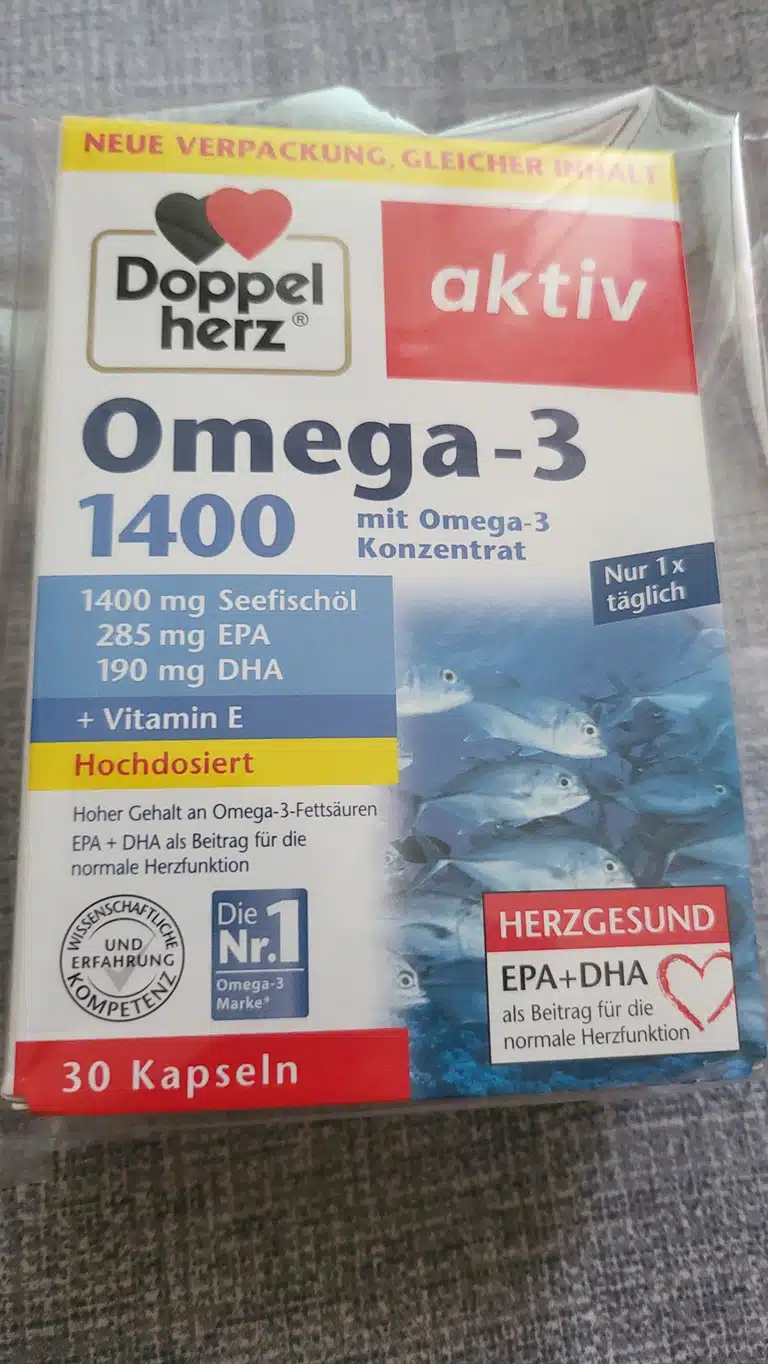 NEUE VERPACKUNG, GLEICHER INHALT
Doppel
herz®
aktiv
Omega-3
1400
mit Omega-3
Konzentrat
Nur 1x
täglich
1400 mg Seefischöl
285 mg EPA
190 mg DHA
+ Vitamin E
Hochdosiert
Hoher Gehalt an Omega-3-Fettsäuren
EPA + DHA als Beitrag für die
normale Herzfunktion
WISSENSCHAFTLICHE
UND
ERFAHRUNG
KOMPETENZ
Die
Nr.1
Omega-3
Marke*
HERZGESUND
EPA+DHA
als Beitrag für die
normale Herzfunktion
30 Kapseln